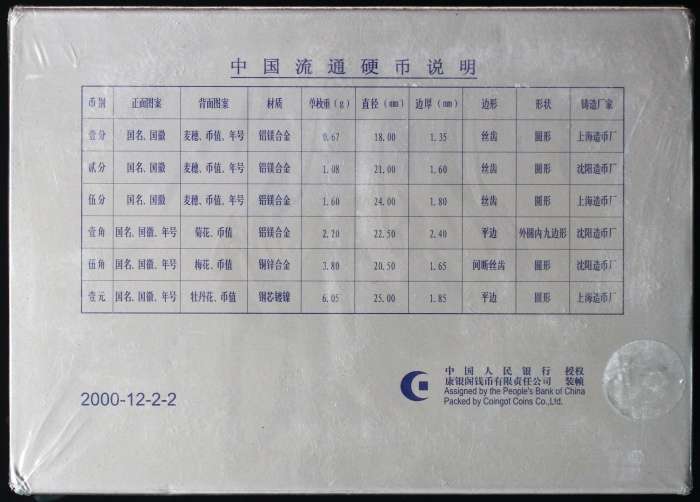 中国流通硬币说明
币别 正面图案 背面图案 材质 单枚重(g) 直径(mm) 边厚(mm) 边形 形状 铸造厂家
壹分 国名、国徽 麦穗、币值、年号 铝镁合金 0.67 18.00 1.35 丝齿 圆形 上海造币厂
贰分 国名、国徽 麦穗、币值、年号 铝镁合金 1.08 21.00 1.60 丝齿 圆形 沈阳造币厂
伍分 国名、国徽 麦穗、币值、年号 铝镁合金 1.60 24.00 1.80 丝齿 圆形 上海造币厂
壹角 国名、国徽、年号 菊花、币值 铝镁合金 2.20 22.50 2.40 平边 外圆内九边形 沈阳造币厂
伍角 国名、国徽、年号 梅花、币值 铜锌合金 3.80 20.50 1.65 间断丝齿 圆形 沈阳造币厂
壹元 国名、国徽、年号 牡丹花、币值 钢芯镀镍 6.05 25.00 1.85 平边 圆形 上海造币厂
中国人民银行 授权
康银阁钱币有限责任公司 装帧
Assigned by the People's Bank of China
Packed by Coingot Coins Co.,Ltd.
2000-12-2-2